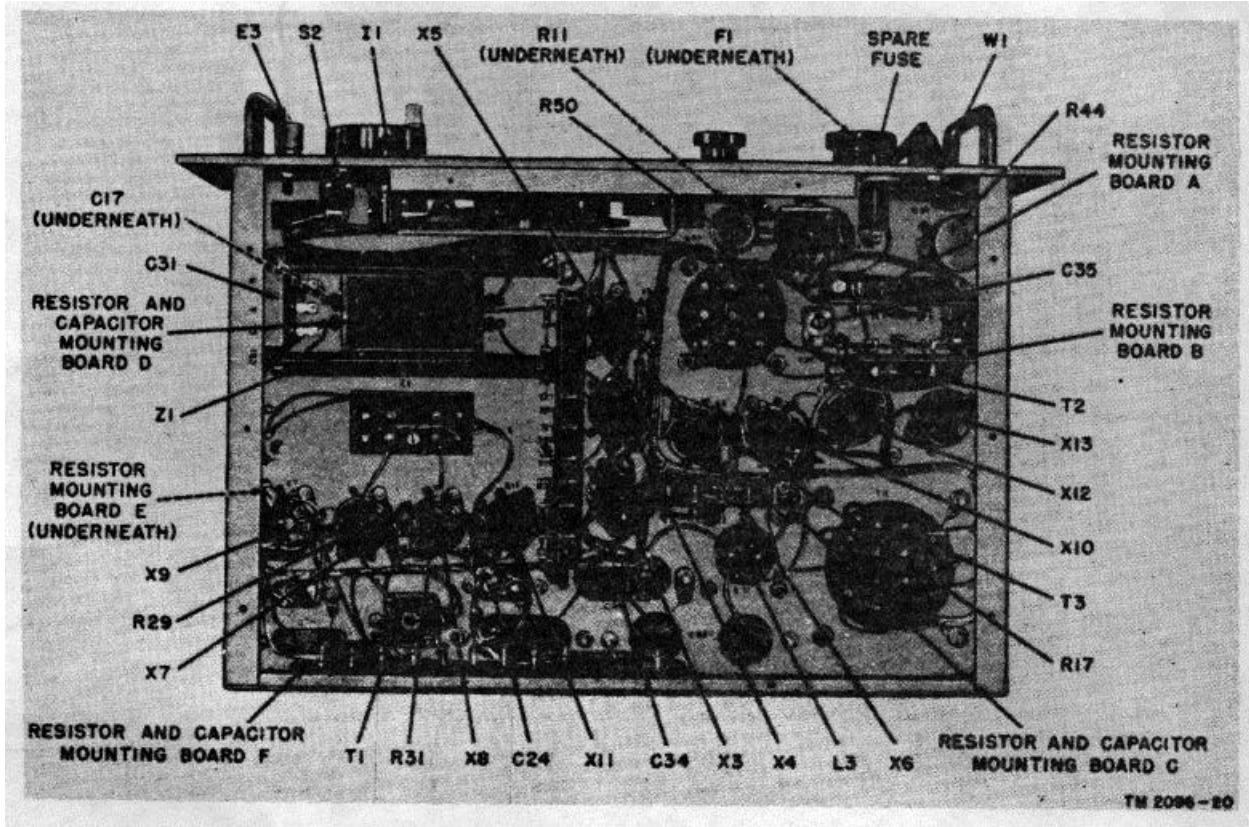 E3
S2
I1
X5
R11
(UNDERNEATH)
F1
(UNDERNEATH)
SPARE
FUSE
W1
R50
R44
RESISTOR
MOUNTING
BOARD A
C17
(UNDERNEATH)
C31
RESISTOR AND
CAPACITOR
MOUNTING
BOARD D
Z1
RESISTOR
MOUNTING
BOARD E
(UNDERNEATH)
X9
R29
X7
RESISTOR AND CAPACITOR
MOUNTING BOARD F
C35
RESISTOR
MOUNTING
BOARD B
T2
X13
X12
X10
T3
R17
T1
R31
X8
C24
X11
C34
X3
X4
L3
X6
RESISTOR AND CAPACITOR
MOUNTING BOARD C
TM 2096-20